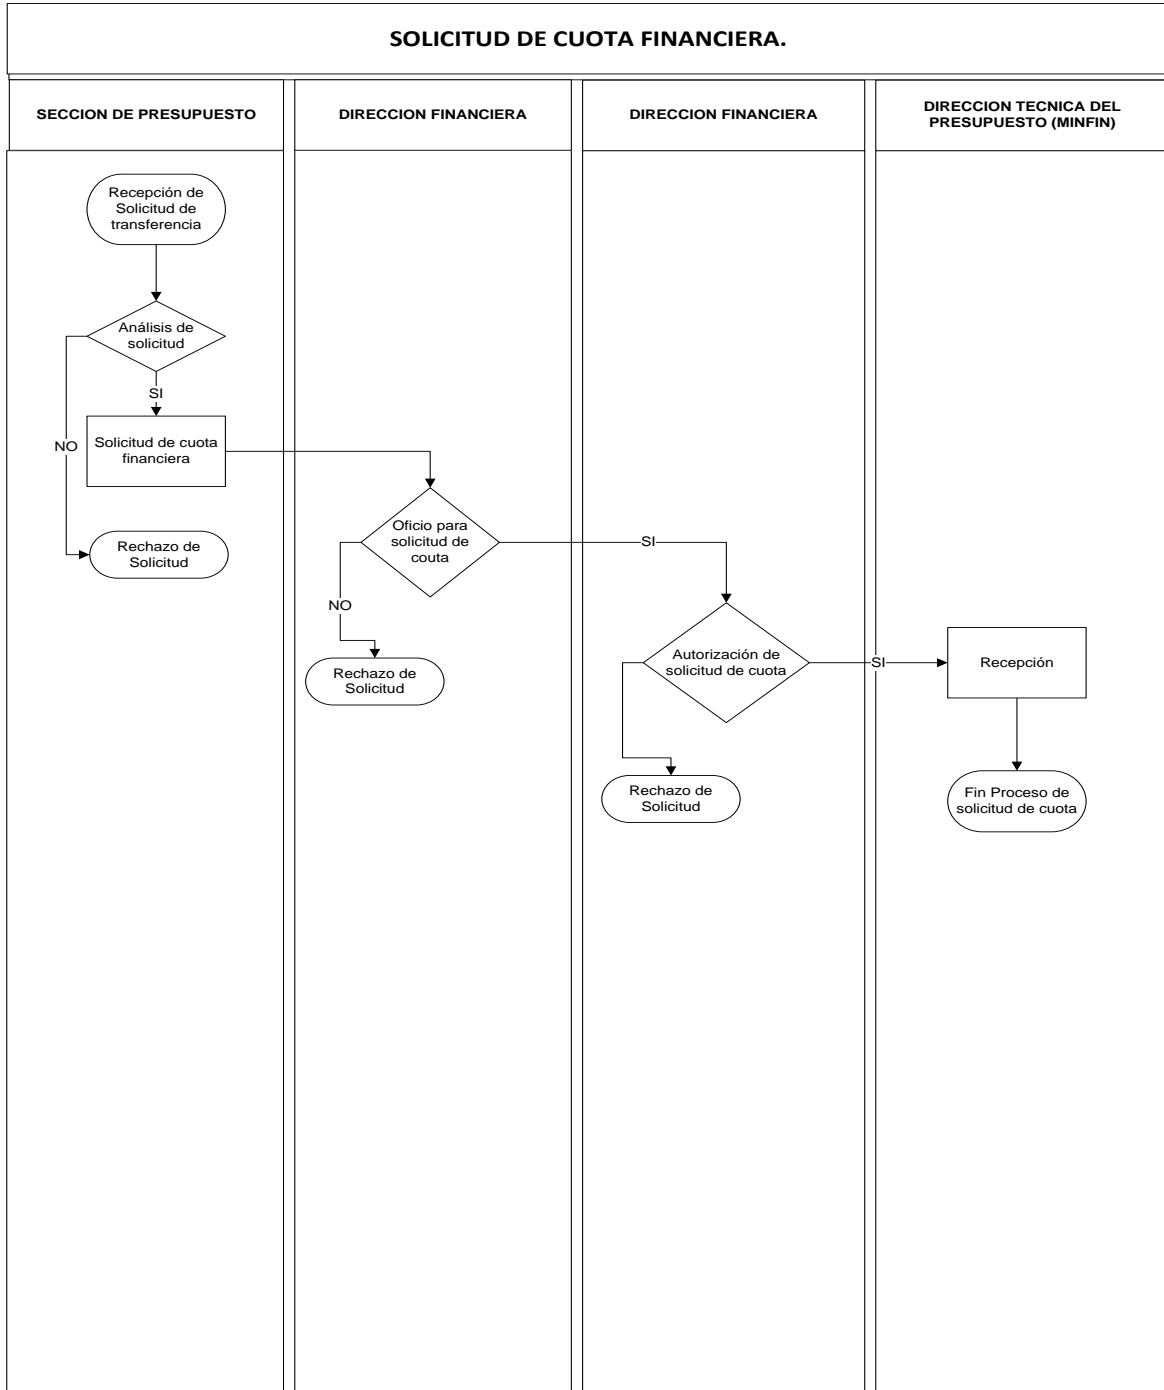 SOLICITUD DE CUOTA FINANCIERA.
SECCION DE PRESUPUESTO
DIRECCION FINANCIERA
DIRECCION FINANCIERA
DIRECCION TECNICA DEL
PRESUPUESTO (MINFIN)
Recepción de
Solicitud de
transferencia
Análisis de
solicitud
SI
NO
Solicitud de cuota
financiera
Rechazo de
Solicitud
Oficio para
solicitud de
couta
SI
NO
Rechazo de
Solicitud
Autorización de
solicitud de cuota
SI
Rechazo de
Solicitud
Recepción
Fin Proceso de
solicitud de cuota